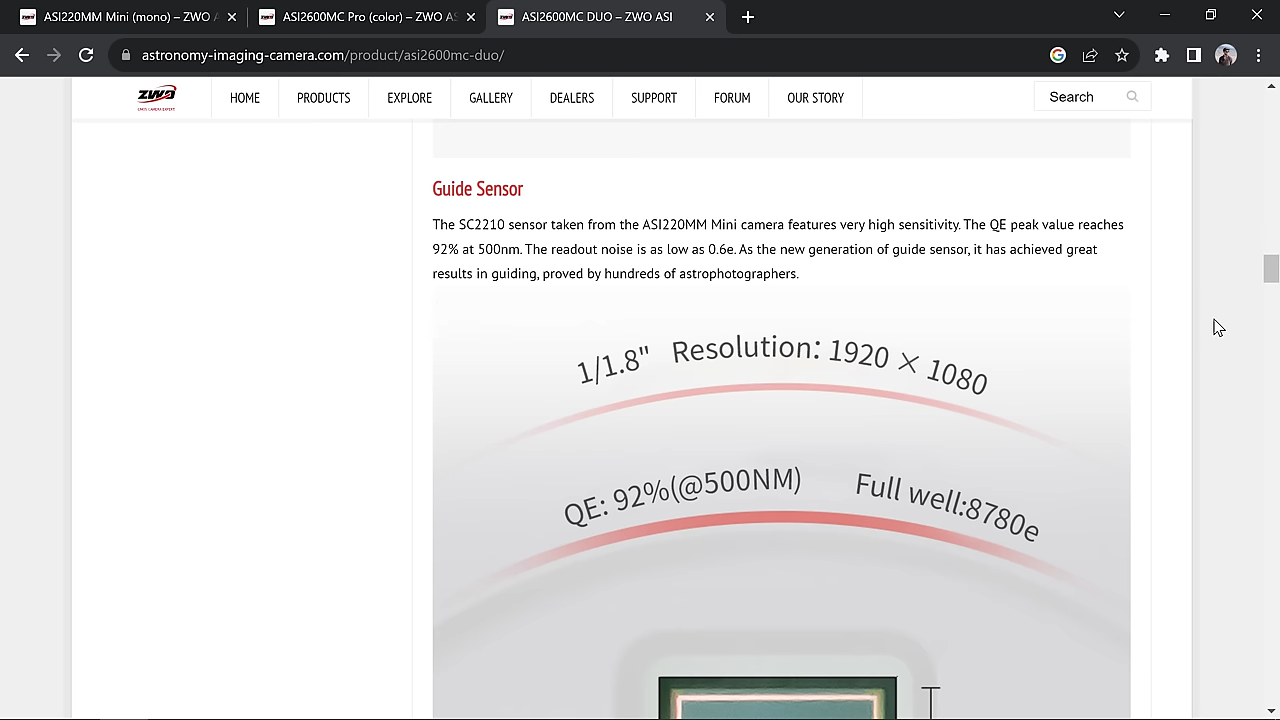 ASI220MM Mini (mono) – ZWO A
ASI2600MC Pro (color) – ZWO AS
ASI2600MC DUO – ZWO ASI
astronomy-imaging-camera.com/product/asi2600mc-duo/
ZWO
HOME
PRODUCTS
EXPLORE
GALLERY
DEALERS
SUPPORT
FORUM
OUR STORY
Search
Guide Sensor
The SC2210 sensor taken from the ASI220MM Mini camera features very high sensitivity. The QE peak value reaches
92% at 500nm. The readout noise is as low as 0.6e. As the new generation of guide sensor, it has achieved great
results in guiding, proved by hundreds of astrophotographers.
1/1.8" Resolution: 1920 × 1080
QE: 92%(@500NM) Full well:8780e